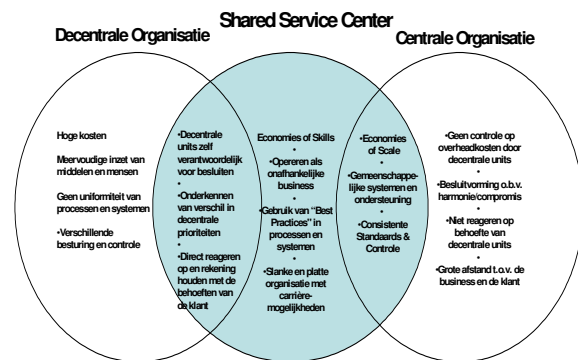 Shared Service Center
Decentrale Organisatie
Centrale Organisatie
Hoge kosten
Meervoudige inzet van
middelen en mensen
Geen uniformiteit van
processen en systemen
•Verschillende
besturing en controle
•Decentrale
units zelf
verantwoordelijk
voor besluiten
•
•Onderkennen
van verschil in
decentrale
prioriteiten
•
•Direct reageren
op en rekening
houden met de
behoeften van
de klant
Economies of Skills
•
•Opereren als
onafhankelijke
business
•
•Gebruik van “Best
Practices” in
processen en
systemen
•
•Slanke en platte
organisatie met
carrière-
mogelijkheden
•Economies
of Scale
•
•Gemeenschappe-
lijke systemen en
ondersteuning
•
•Consistente
Standaards &
Controle
•Geen controle op
overheadkosten door
decentrale units
•
•Besluitvorming o.b.v.
harmonie/compromis
•
•Niet reageren op
behoefte van
decentrale units
•
•Grote afstand t.o.v. de
business en de klant